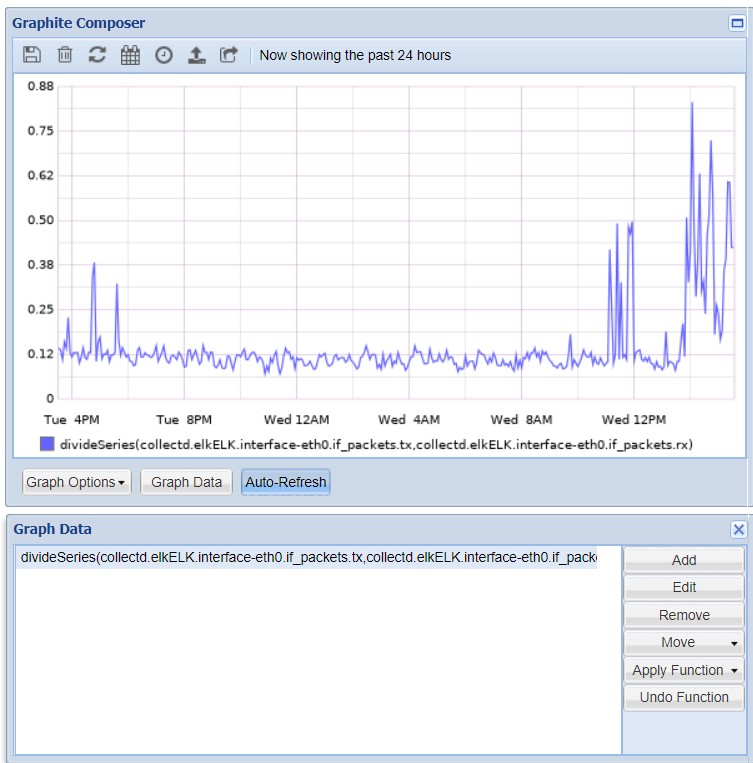 Graphite Composer
Now showing the past 24 hours
0.88
0.75
0.62
0.50
0.38
0.25
0.12
0
Tue 4PM Tue 8PM Wed 12AM Wed 4AM Wed 8AM Wed 12PM
divideSeries(collectd.elkELK.interface-eth0.if_packets.tx,collectd.elkELK.interface-eth0.if_packets.rx)
Graph Options Graph Data Auto-Refresh
Graph Data
divideSeries(collectd.elkELK.interface-eth0.if_packets.tx,collectd.elkELK.interface-eth0.if_pack
Add
Edit
Remove
Move
Apply Function
Undo Function